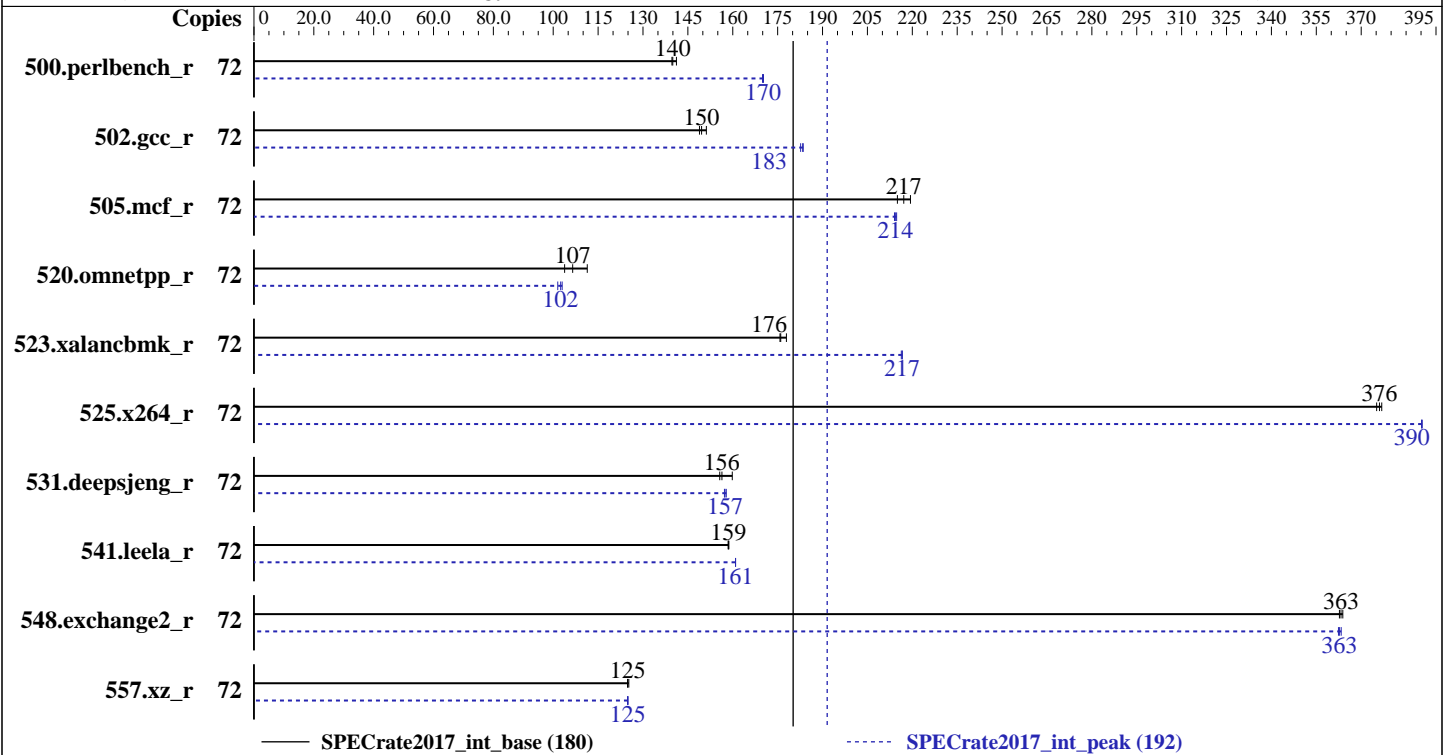 Copies 0 20.0 40.0 60.0 80.0 100 115 130 145 160 175 190 205 220 235 250 265 280 295 310 325 340 355 370 395
140
500.perlbench_r 72
170
150
502.gcc_r 72
183
217
505.mcf_r 72
214
107
520.omnetpp_r 72
102
176
523.xalancbmk_r 72
217
376
525.x264_r 72
390
156
531.deepsjeng_r 72
157
159
541.leela_r 72
161
363
548.exchange2_r 72
363
125
557.xz_r 72
125
SPECrate2017_int_base (180) SPECrate2017_int_peak (192)